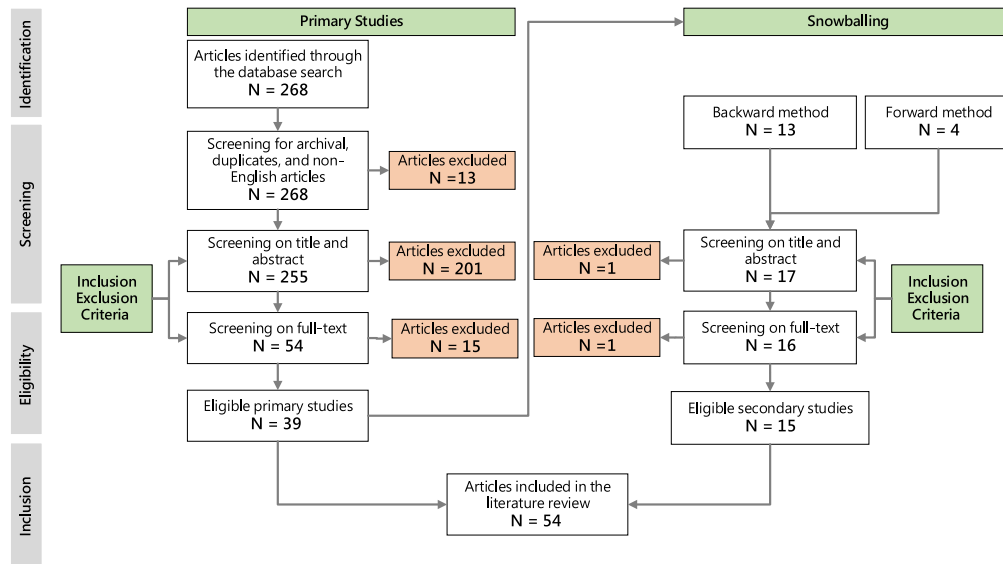 Primary Studies
Snowballing
Identification
Articles identified through
the database search
N = 268
Backward method
N = 13
Forward method
N = 4
Screening
Screening for archival,
duplicates, and non-
English articles
N = 268
Articles excluded
N =13
Screening on title and
abstract
N = 255
Articles excluded
N = 201
Articles excluded
N =1
Screening on title and
abstract
N = 17
Inclusion
Exclusion
Criteria
Inclusion
Exclusion
Criteria
Eligibility
Screening on full-text
N = 54
Articles excluded
N = 15
Articles excluded
N =1
Screening on full-text
N = 16
Eligible primary studies
N = 39
Eligible secondary studies
N = 15
Inclusion
Articles included in the
literature review
N = 54